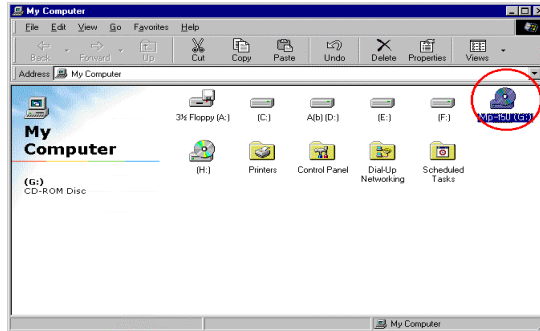 My Computer
File Edit View Go Favorites Help
Back Forward Up Cut Copy Paste Undo Delete Properties Views
Address My Computer
3½ Floppy (A:) (C:) A(b) (D:) (E:) (F:) Mp-450 (G:)
My
Computer
(H:) Printers Control Panel Dial-Up
Networking Scheduled
Tasks
(G:)
CD-ROM Disc
My Computer